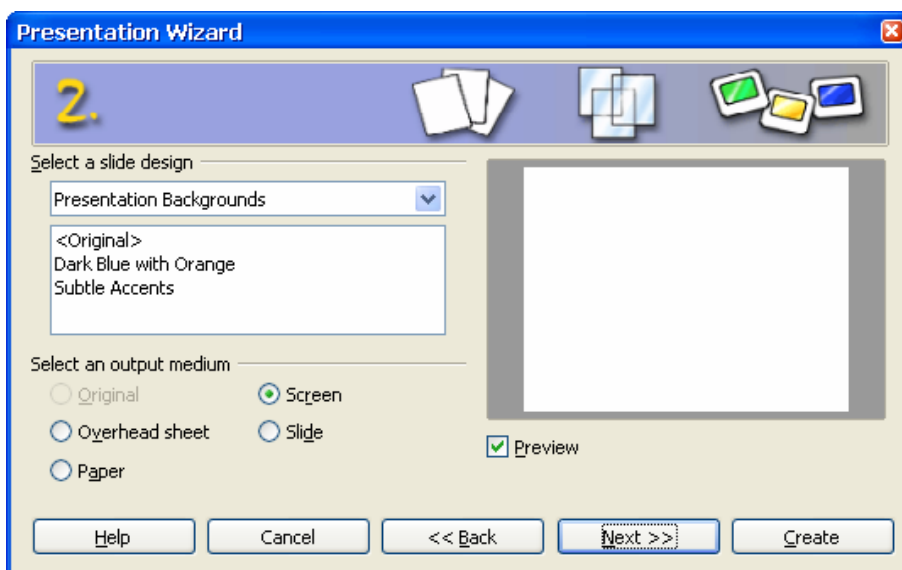 Presentation Wizard
2.
Select a slide design
Presentation Backgrounds
<Original>
Dark Blue with Orange
Subtle Accents
Select an output medium
Original
Screen
Overhead sheet
Slide
Paper
Preview
Help
Cancel
<< Back
Next >>
Create